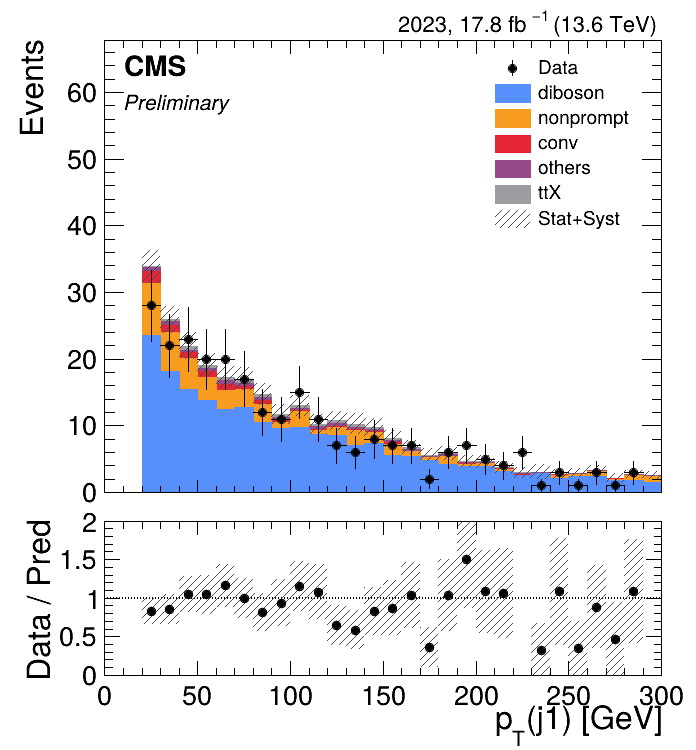 2023, 17.8 fb⁻¹ (13.6 TeV)
CMS
Preliminary
Data
diboson
nonprompt
conv
others
ttX
Stat+Syst
Events
60
50
40
30
20
10
0
Data / Pred
2
1.5
1
0.5
0
0 50 100 150 200 250 300
p_T(j1) [GeV]